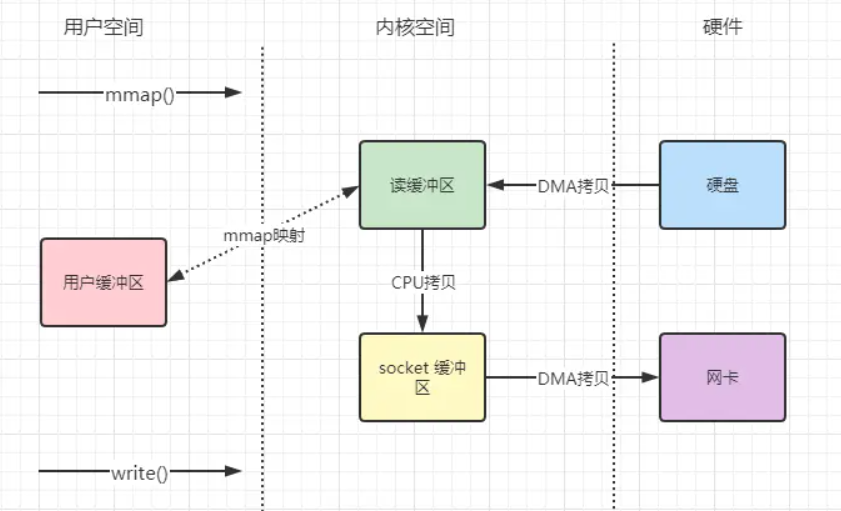 用户空间
内核空间
硬件
mmap()
读缓冲区
DMA拷贝
硬盘
mmap映射
用户缓冲区
CPU拷贝
socket 缓冲
区
DMA拷贝
网卡
write()